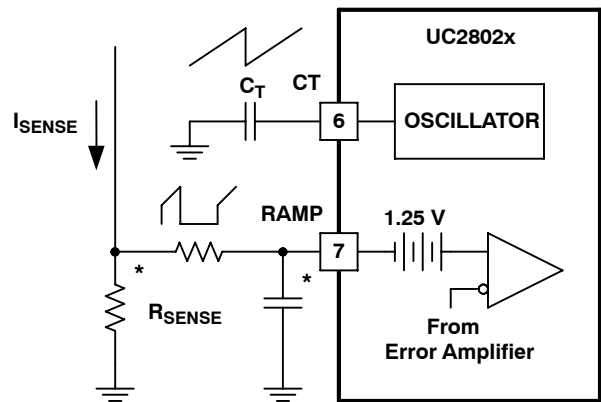 UC2802x
CT
CT
6
OSCILLATOR
ISENSE
RAMP
7
1.25 V
*
*
RSENSE
From
Error Amplifier